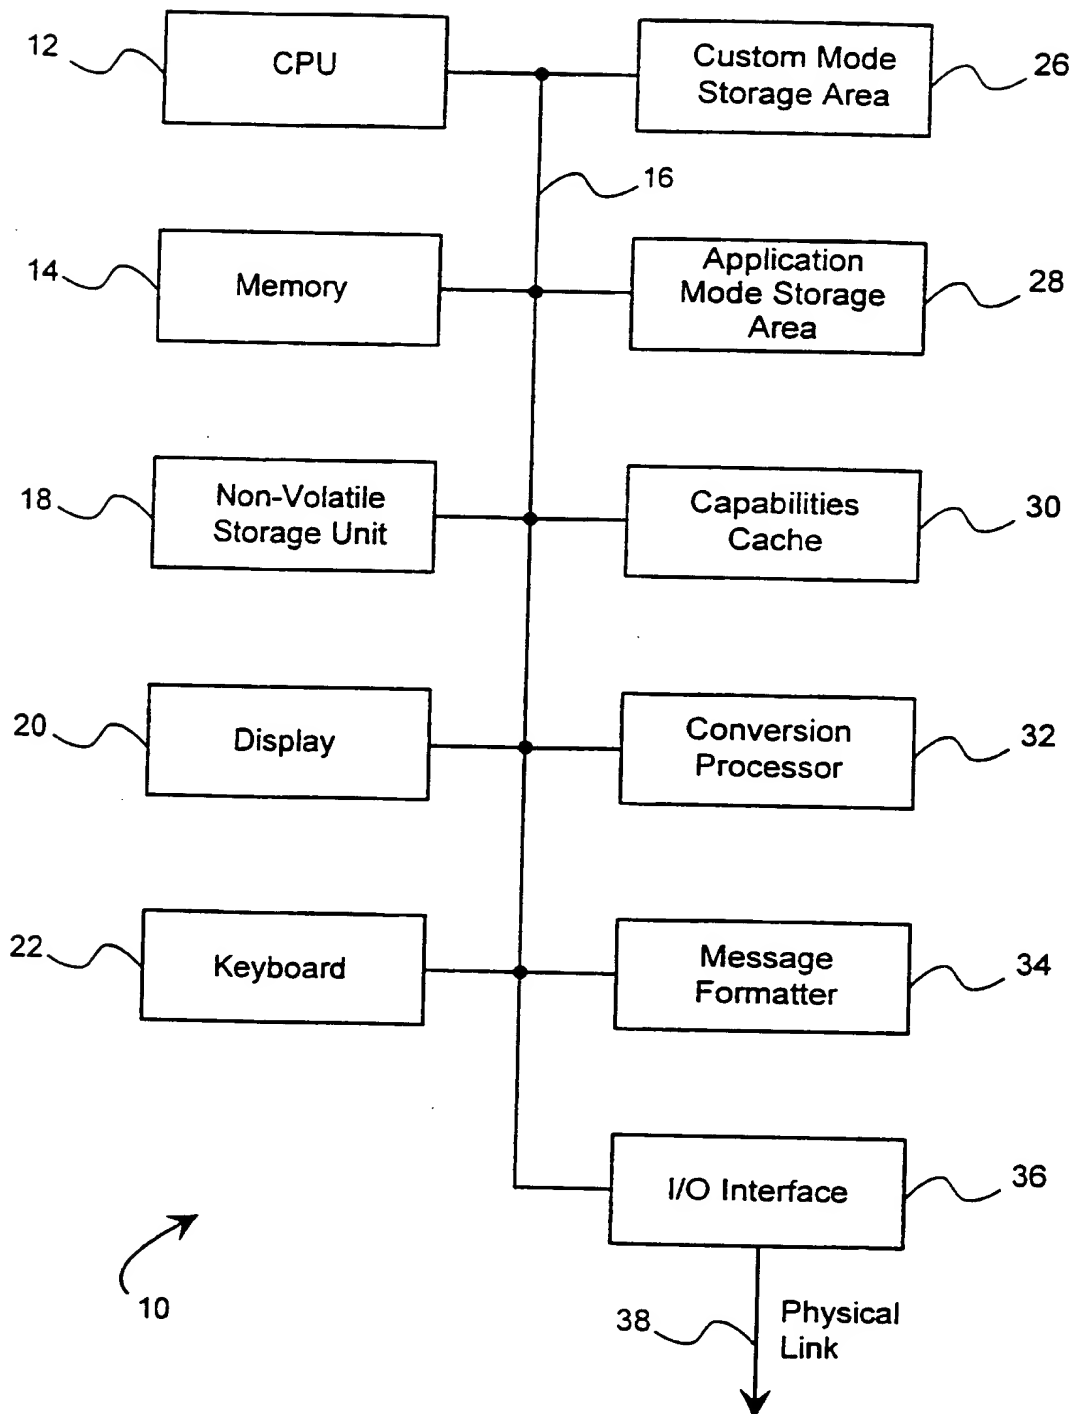 12
CPU
Custom Mode
Storage Area
26
16
14
Memory
Application
Mode Storage
Area
28
18
Non-Volatile
Storage Unit
Capabilities
Cache
30
20
Display
Conversion
Processor
32
22
Keyboard
Message
Formatter
34
I/O Interface
36
10
38
Physical
Link